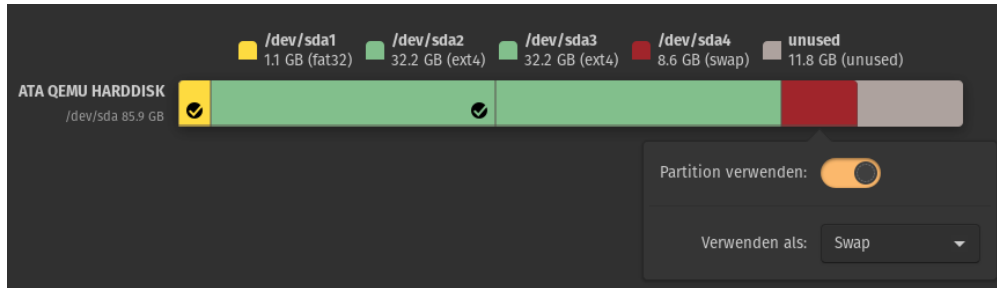 /dev/sda1
1.1 GB (fat32)
/dev/sda2
32.2 GB (ext4)
/dev/sda3
32.2 GB (ext4)
/dev/sda4
8.6 GB (swap)
unused
11.8 GB (unused)
ATA QEMU HARDDISK
/dev/sda 85.9 GB
Partition verwenden:
Verwenden als: Swap